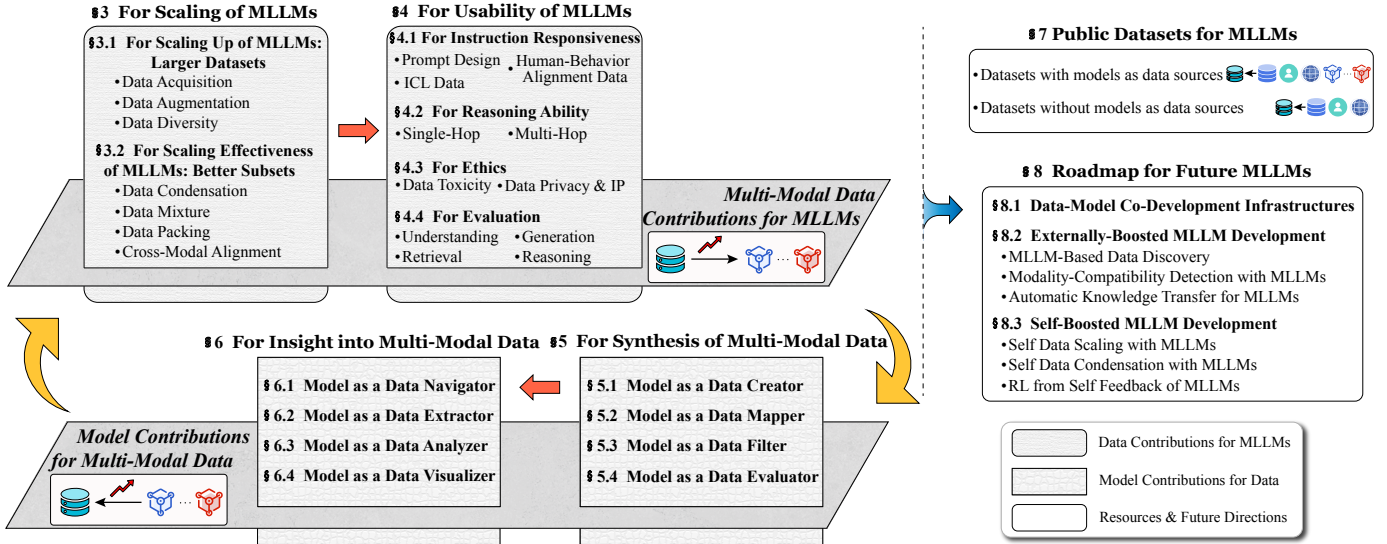 §3 For Scaling of MLLMs
§3.1 For Scaling Up of MLLMs:
Larger Datasets
•Data Acquisition
•Data Augmentation
•Data Diversity
§3.2 For Scaling Effectiveness
of MLLMs: Better Subsets
•Data Condensation
•Data Mixture
•Data Packing
•Cross-Modal Alignment
§4 For Usability of MLLMs
§4.1 For Instruction Responsiveness
•Prompt Design
•Human-Behavior
Alignment Data
•ICL Data
§4.2 For Reasoning Ability
•Single-Hop •Multi-Hop
§4.3 For Ethics
•Data Toxicity •Data Privacy & IP
§4.4 For Evaluation
•Understanding •Generation
•Retrieval •Reasoning
Multi-Modal Data
Contributions for MLLMs
§6 For Insight into Multi-Modal Data
§ 6.1 Model as a Data Navigator
§ 6.2 Model as a Data Extractor
§ 6.3 Model as a Data Analyzer
§ 6.4 Model as a Data Visualizer
§5 For Synthesis of Multi-Modal Data
§ 5.1 Model as a Data Creator
§ 5.2 Model as a Data Mapper
§ 5.3 Model as a Data Filter
§ 5.4 Model as a Data Evaluator
Model Contributions
for Multi-Modal Data
§7 Public Datasets for MLLMs
•Datasets with models as data sources
•Datasets without models as data sources
§8 Roadmap for Future MLLMs
§8.1 Data-Model Co-Development Infrastructures
§8.2 Externally-Boosted MLLM Development
•MLLM-Based Data Discovery
•Modality-Compatibility Detection with MLLMs
•Automatic Knowledge Transfer for MLLMs
§8.3 Self-Boosted MLLM Development
•Self Data Scaling with MLLMs
•Self Data Condensation with MLLMs
•RL from Self Feedback of MLLMs
Data Contributions for MLLMs
Model Contributions for Data
Resources & Future Directions